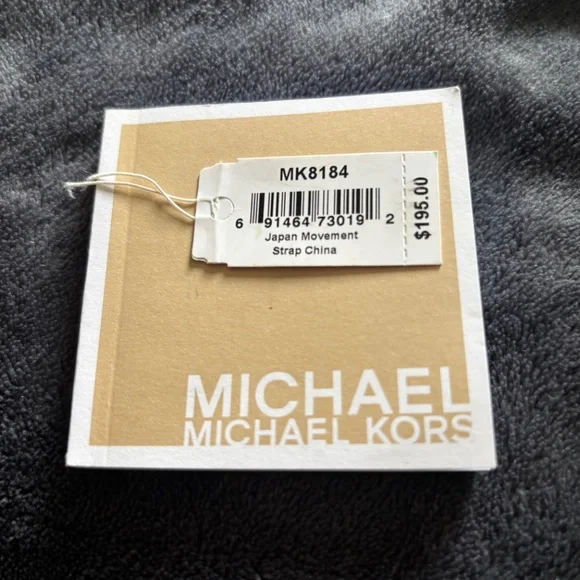 MK8184
6 91464 73019 2
Japan Movement
Strap China
$195.00
MICHAEL
MICHAEL KORS